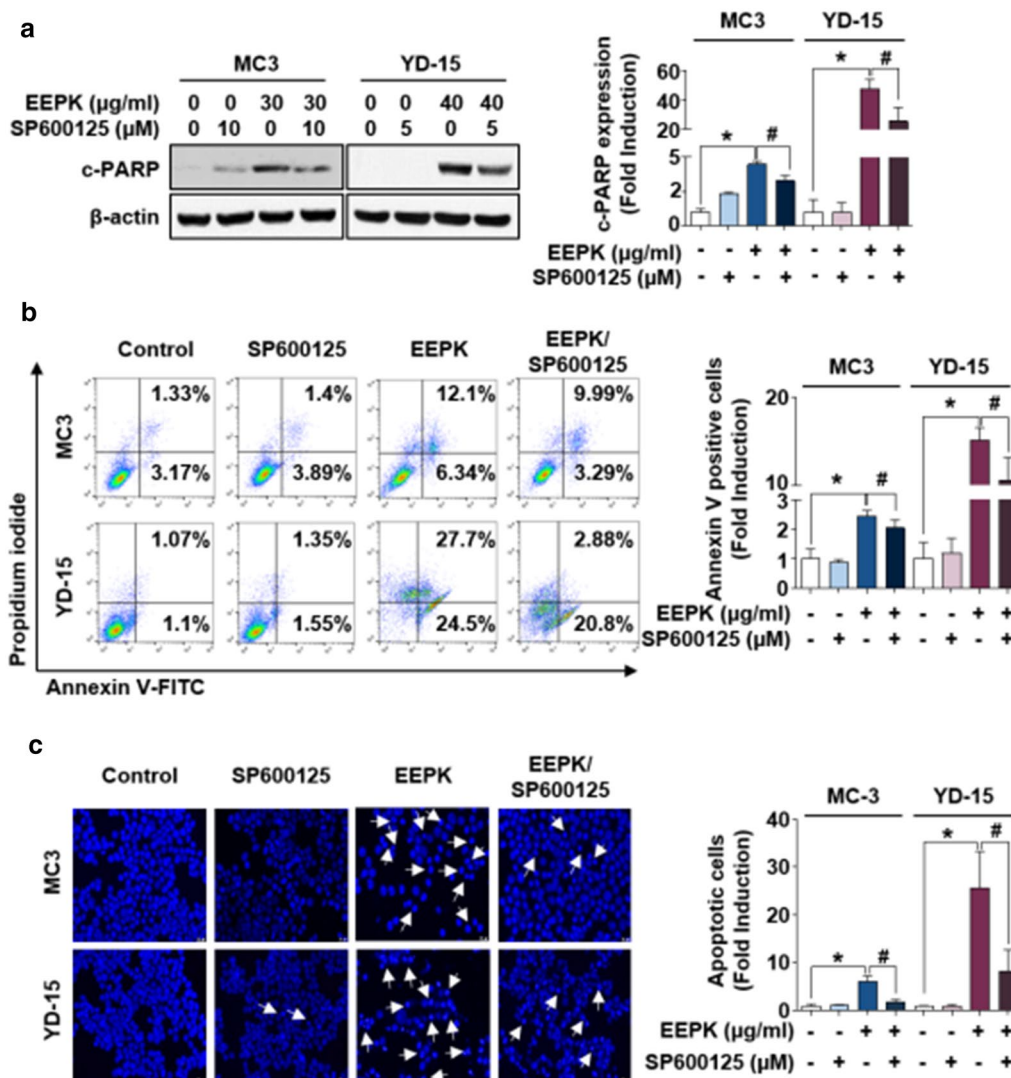 a
MC3 YD-15
EEPK (μg/ml) 0 0 30 30 0 0 40 40
SP600125 (μM) 0 10 0 10 0 5 0 5
c-PARP
β-actin
MC3 YD-15
c-PARP expression
(Fold Induction)
60
40
20
5
2
0
* # * #
EEPK (μg/ml) - - + + - - + +
SP600125 (μM) - + - + - + - +
b
Control SP600125 EEPK EEPK/
SP600125
Propidium iodide
MC3
1.33% 1.4% 12.1% 9.99%
3.17% 3.89% 6.34% 3.29%
YD-15
1.07% 1.35% 27.7% 2.88%
1.1% 1.55% 24.5% 20.8%
Annexin V-FITC
MC3 YD-15
Annexin V positive cells
(Fold Induction)
20
10
3
2
1
0
* # * #
EEPK (μg/ml) - - + + - - + +
SP600125 (μM) - + - + - + - +
c
Control SP600125 EEPK EEPK/
SP600125
MC3
YD-15
MC-3 YD-15
Apoptotic cells
(Fold Induction)
40
30
20
10
0
* # * #
EEPK (μg/ml) - - + + - - + +
SP600125 (μM) - + - + - + - +